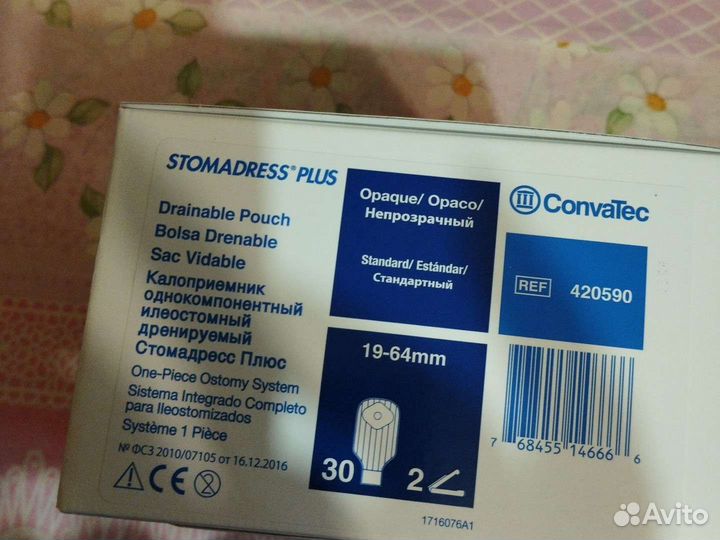 STOMADRESS® PLUS
Drainable Pouch
Bolsa Drenable
Sac Vidable
Калоприемник
однокомпонентный
илеостомный
дренируемый
Стомадресс Плюс
One-Piece Ostomy System
Sistema Integrado Completo
para Ileostomizados
Système 1 Pièce
№ ФСЗ 2010/07105 от 16.12.2016
CE
Opaque/ Opaco/
Непрозрачный
Standard/ Estándar/
Стандартный
19-64mm
30
2
1716076A1
ConvaTec
REF 420590
7 68455 14666 6
Avito